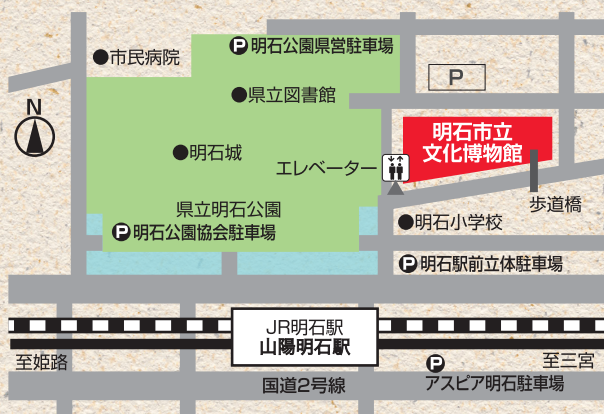 P 明石公園県営駐車場
●市民病院
P
●県立図書館
N
明石市立
文化博物館
●明石城
エレベーター
歩道橋
県立明石公園
●明石小学校
P 明石公園協会駐車場
P 明石駅前立体駐車場
JR明石駅
山陽明石駅
至姫路
至三宮
P
アスピア明石駐車場
国道2号線